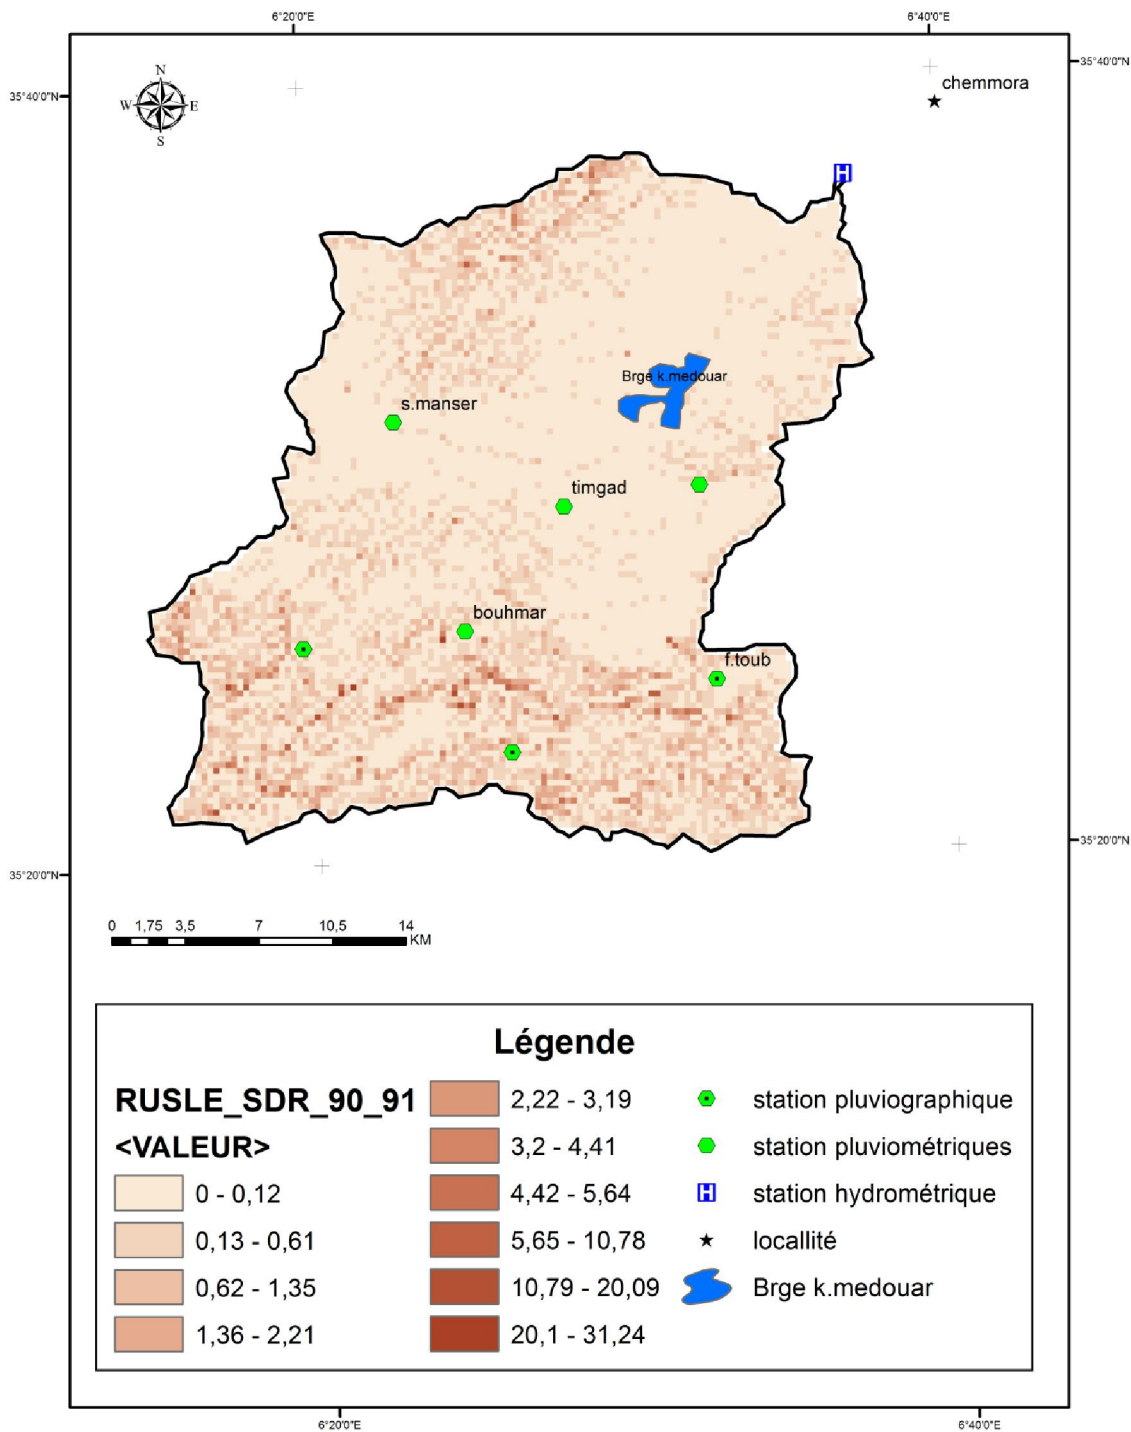 6°20'0"E
6°40'0"E
35°40'0"N
35°40'0"N
chemmora
N
W
E
S
H
Brge k.medouar
s.manser
timgad
bouhmar
f.toub
35°20'0"N
35°20'0"N
0 1,75 3,5 7 10,5 14
KM
Légende
RUSLE_SDR_90_91
<VALEUR>
0 - 0,12
0,13 - 0,61
0,62 - 1,35
1,36 - 2,21
2,22 - 3,19
3,2 - 4,41
4,42 - 5,64
5,65 - 10,78
10,79 - 20,09
20,1 - 31,24
station pluviographique
station pluviométriques
H station hydrométrique
locallité
Brge k.medouar
6°20'0"E
6°40'0"E